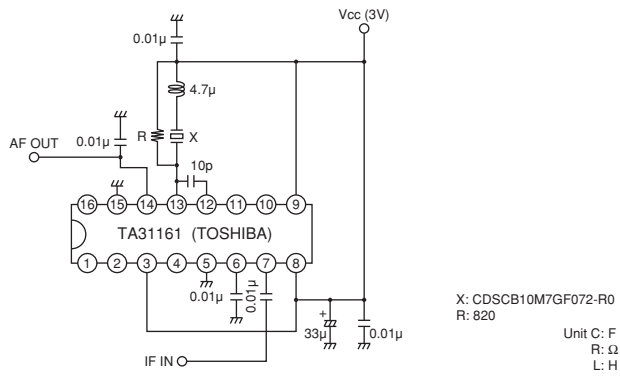 Vcc (3V)
0.01μ
4.7μ
0.01μ
R
X
AF OUT
10p
16 15 14 13 12 11 10 9
TA31161 (TOSHIBA)
1 2 3 4 5 6 7 8
0.01μ
0.01μ
+
33μ
0.01μ
IF IN
X: CDSCB10M7GF072-R0
R: 820
Unit C: F
R: Ω
L: H